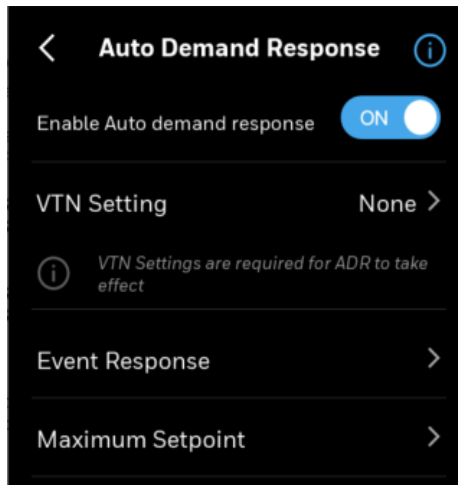 Auto Demand Response
Enable Auto demand response ON
VTN Setting None
VTN Settings are required for ADR to take
effect
Event Response
Maximum Setpoint